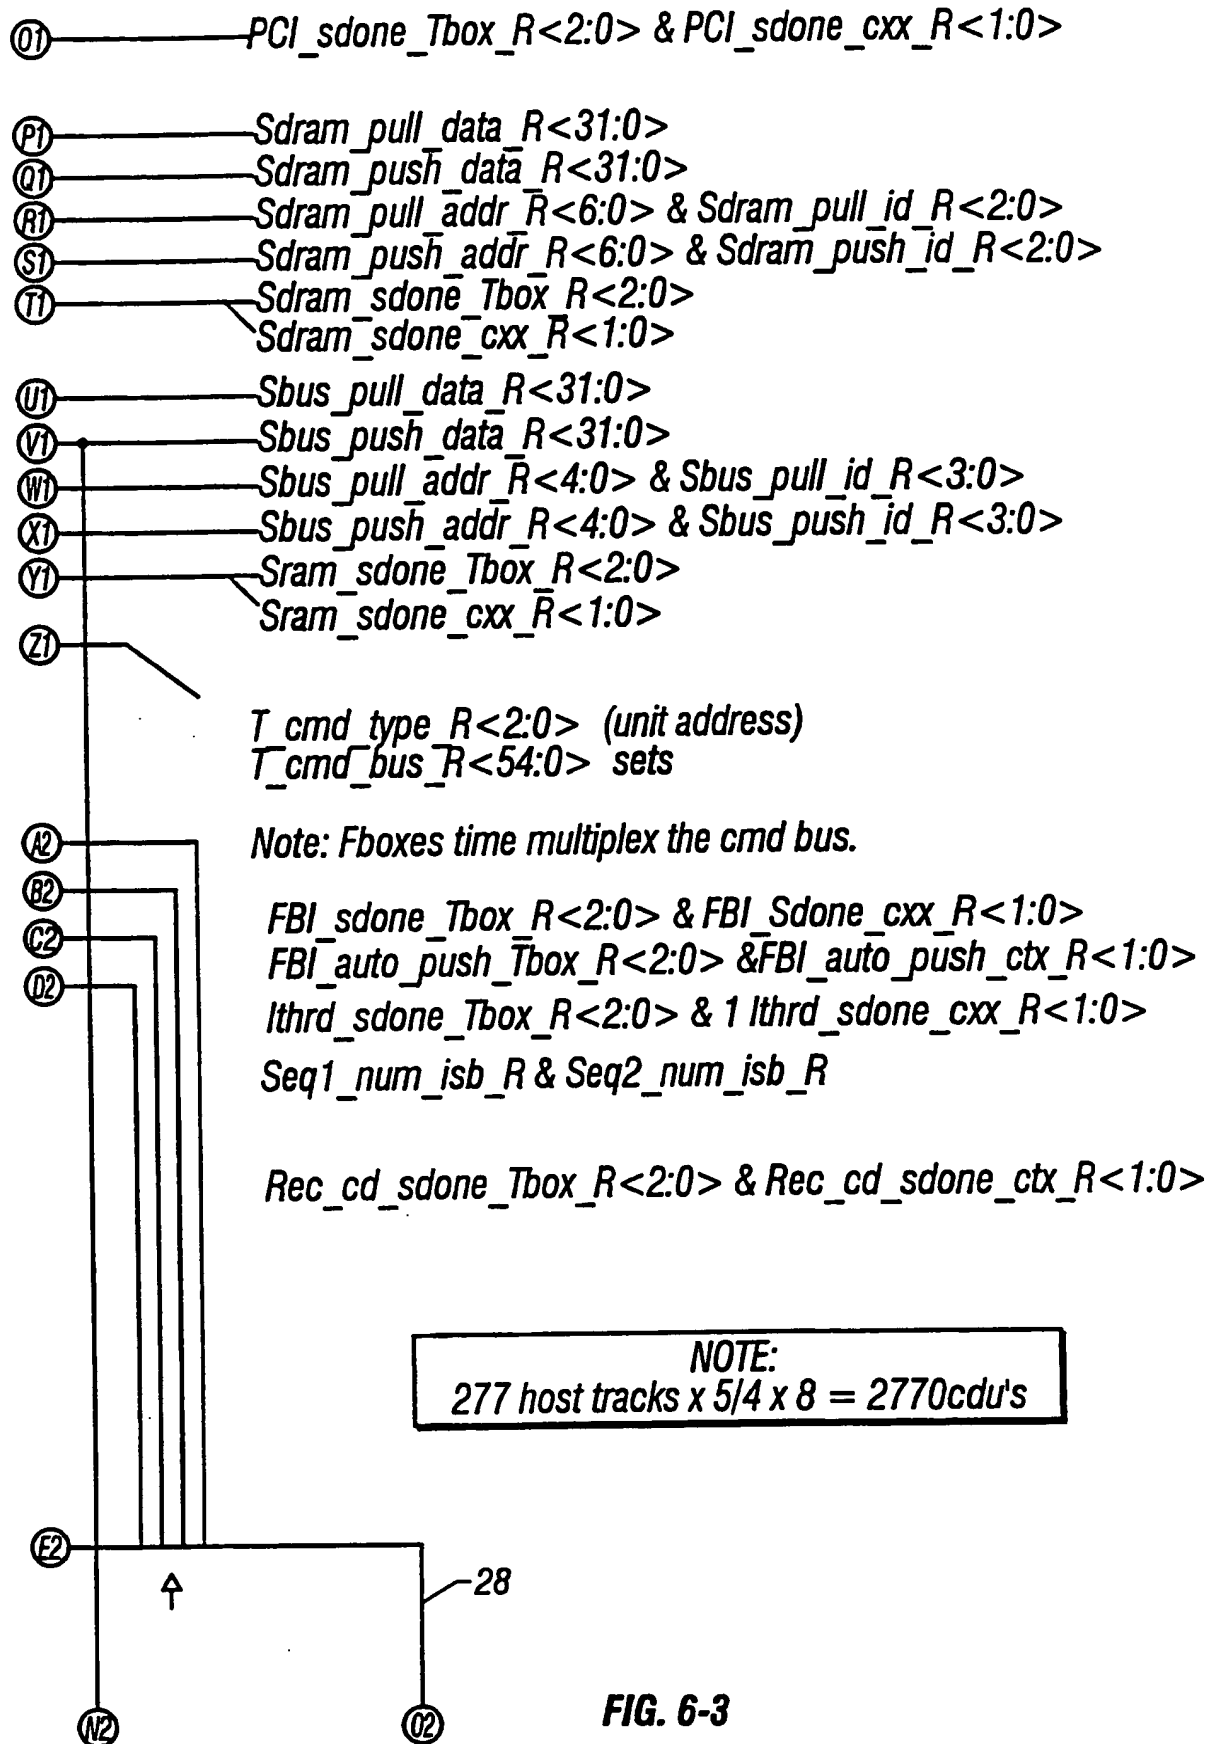 O1 PCI_sdone_Tbox_R<2:0> & PCI_sdone_cxx_R<1:0>
P1 Sdram_pull_data_R<31:0>
Q1 Sdram_push_data_R<31:0>
R1 Sdram_pull_addr_R<6:0> & Sdram_pull_id_R<2:0>
S1 Sdram_push_addr_R<6:0> & Sdram_push_id_R<2:0>
T1 Sdram_sdone_Tbox_R<2:0>
Sdram_sdone_cxx_R<1:0>
U1 Sbus_pull_data_R<31:0>
V1 Sbus_push_data_R<31:0>
W1 Sbus_pull_addr_R<4:0> & Sbus_pull_id_R<3:0>
X1 Sbus_push_addr_R<4:0> & Sbus_push_id_R<3:0>
Y1 Sram_sdone_Tbox_R<2:0>
Sram_sdone_cxx_R<1:0>
Z1
T_cmd_type_R<2:0> (unit address)
T_cmd_bus_R<54:0> sets
A2 Note: Fboxes time multiplex the cmd bus.
B2
FBI_sdone_Tbox_R<2:0> & FBI_Sdone_cxx_R<1:0>
C2
FBI_auto_push_Tbox_R<2:0> &FBI_auto_push_ctx_R<1:0>
D2
Ithrd_sdone_Tbox_R<2:0> & 1 Ithrd_sdone_cxx_R<1:0>
Seq1_num_isb_R & Seq2_num_isb_R
Rec_cd_sdone_Tbox_R<2:0> & Rec_cd_sdone_ctx_R<1:0>
NOTE:
277 host tracks x 5/4 x 8 = 2770cdu's
E2
28
N2
O2
FIG. 6-3